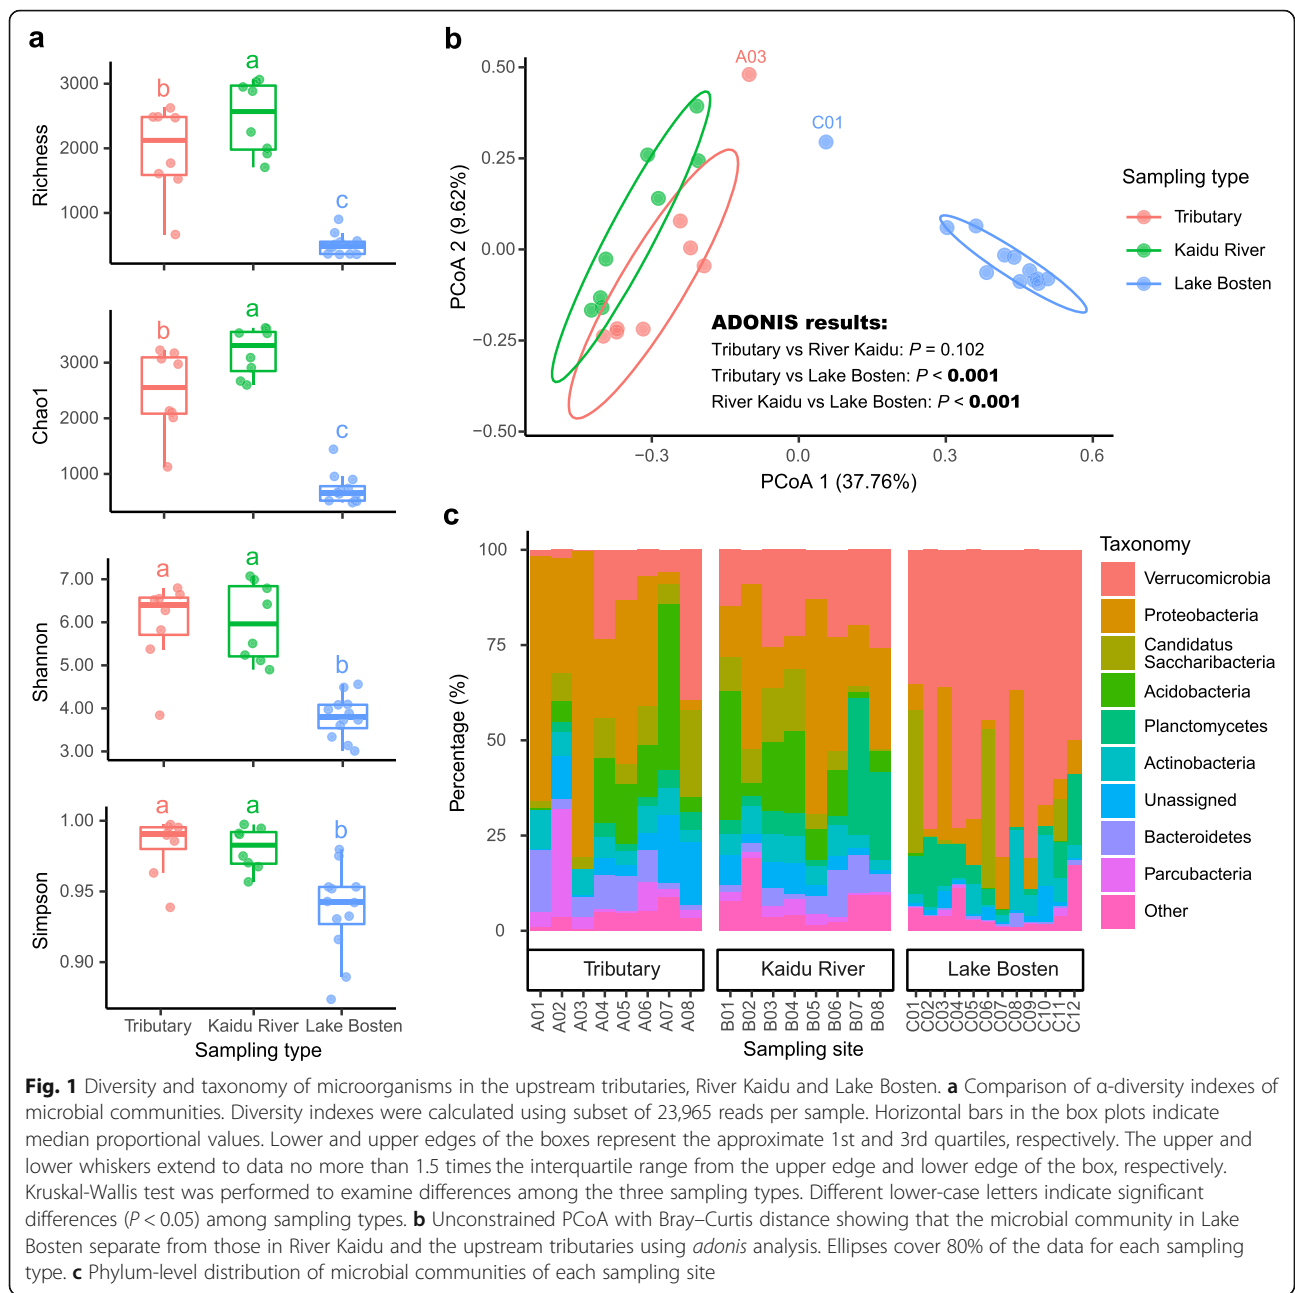 a
Richness
3000
2000
1000
b
a
c
Chao1
3000
2000
1000
b
a
c
Shannon
7.00
6.00
5.00
4.00
3.00
a
a
b
Simpson
1.00
0.95
0.90
a
a
b
Tributary Kaidu River Lake Bosten
Sampling type
b
PCoA 2 (9.62%)
0.50
0.25
0.00
−0.25
−0.50
A03
C01
ADONIS results:
Tributary vs River Kaidu: P = 0.102
Tributary vs Lake Bosten: P < 0.001
River Kaidu vs Lake Bosten: P < 0.001
−0.3 0.0 0.3 0.6
PCoA 1 (37.76%)
Sampling type
Tributary
Kaidu River
Lake Bosten
c
Percentage (%)
100
75
50
25
0
Tributary Kaidu River Lake Bosten
A01 A02 A03 A04 A05 A06 A07 A08 B01 B02 B03 B04 B05 B06 B07 B08 C01 C02 C03 C04 C05 C06 C07 C08 C09 C10 C11 C12
Sampling site
Taxonomy
Verrucomicrobia
Proteobacteria
Candidatus
Saccharibacteria
Acidobacteria
Planctomycetes
Actinobacteria
Unassigned
Bacteroidetes
Parcubacteria
Other
Fig. 1 Diversity and taxonomy of microorganisms in the upstream tributaries, River Kaidu and Lake Bosten. a Comparison of α-diversity indexes of
microbial communities. Diversity indexes were calculated using subset of 23,965 reads per sample. Horizontal bars in the box plots indicate
median proportional values. Lower and upper edges of the boxes represent the approximate 1st and 3rd quartiles, respectively. The upper and
lower whiskers extend to data no more than 1.5 times the interquartile range from the upper edge and lower edge of the box, respectively.
Kruskal-Wallis test was performed to examine differences among the three sampling types. Different lower-case letters indicate significant
differences (P < 0.05) among sampling types. b Unconstrained PCoA with Bray–Curtis distance showing that the microbial community in Lake
Bosten separate from those in River Kaidu and the upstream tributaries using adonis analysis. Ellipses cover 80% of the data for each sampling
type. c Phylum-level distribution of microbial communities of each sampling site